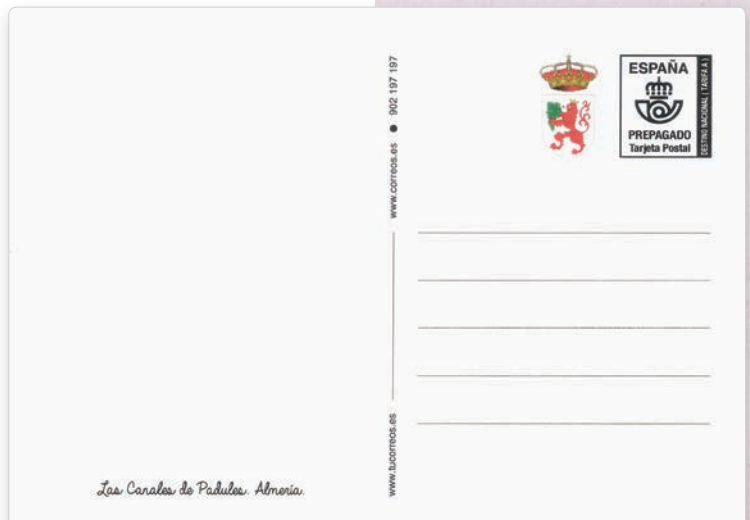 Las Canales de Padules. Almería.
www.correos.es ● 902 197 197
www.tucorreos.es
ESPAÑA
PREPAGADO
Tarjeta Postal
DESTINO NACIONAL ( TARIFA A )